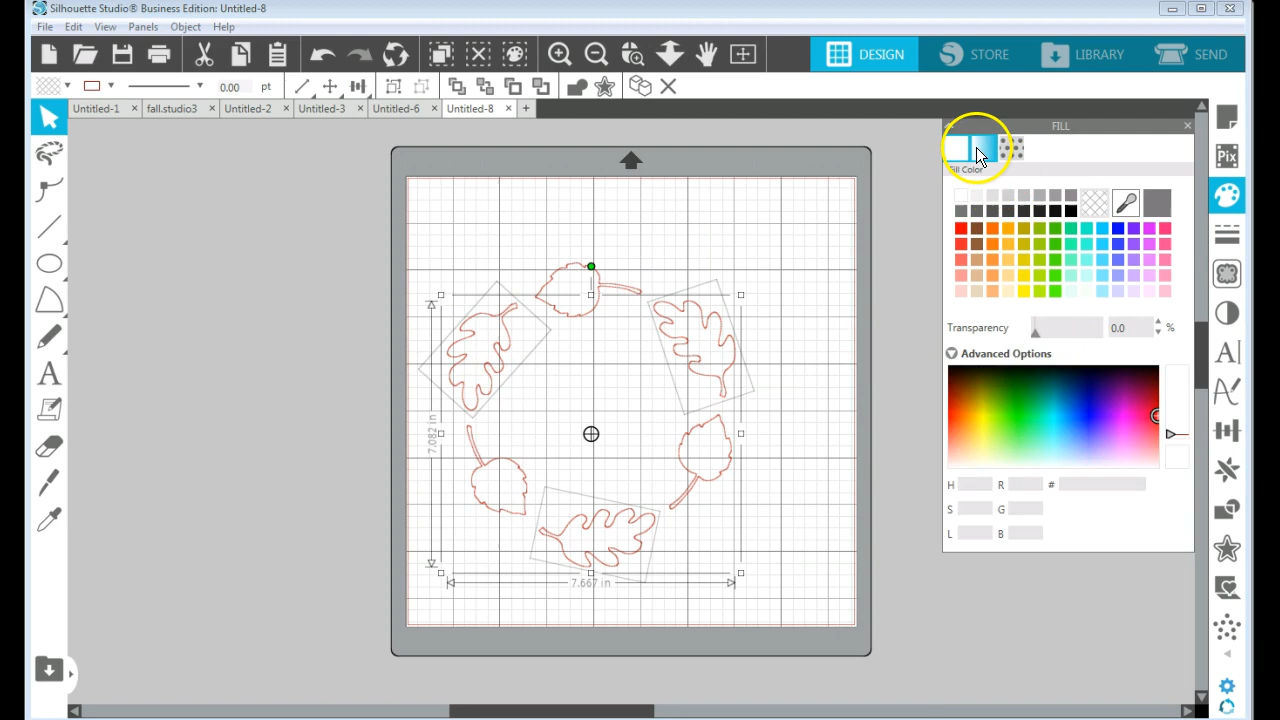 Silhouette Studio® Business Edition: Untitled-8
File Edit View Panels Object Help
DESIGN STORE LIBRARY SEND
0.00 pt
Untitled-1 fall.studio3 Untitled-2 Untitled-3 Untitled-6 Untitled-8
FILL
Pix
Fill Color
Transparency 0.0 %
Advanced Options
7.082 in
7.667 in
H R #
S G
L B